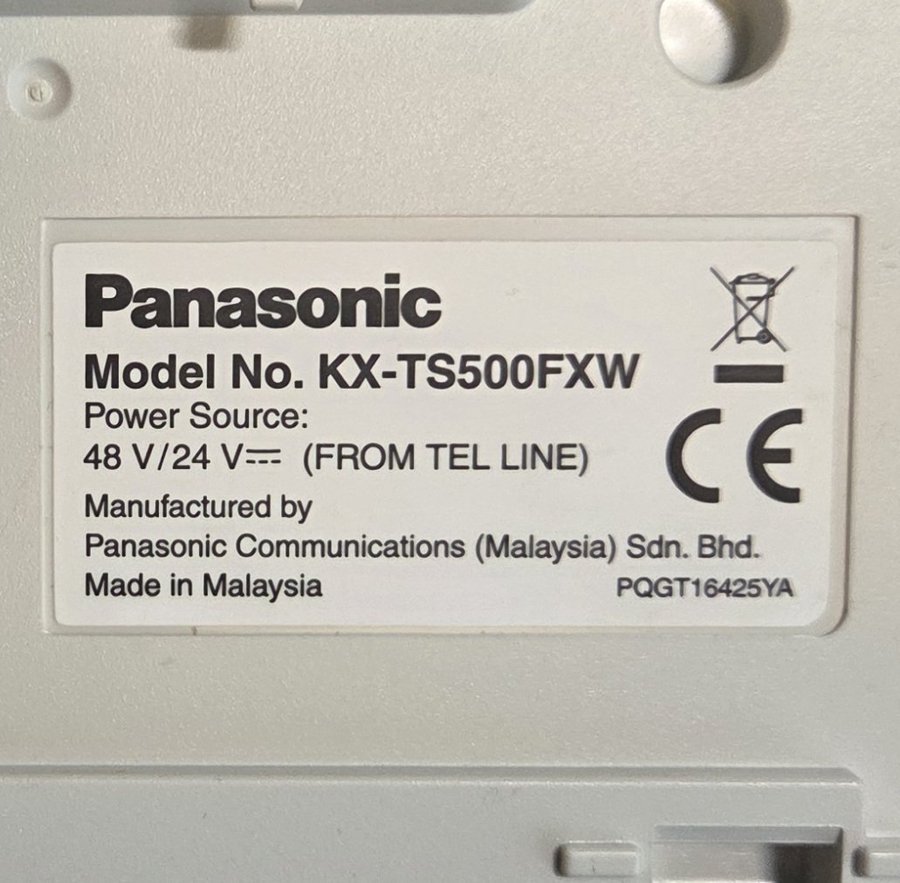 Panasonic
Model No. KX-TS500FXW
Power Source:
48 V/24 V⎓ (FROM TEL LINE)
CE
Manufactured by
Panasonic Communications (Malaysia) Sdn. Bhd.
Made in Malaysia PQGT16425YA